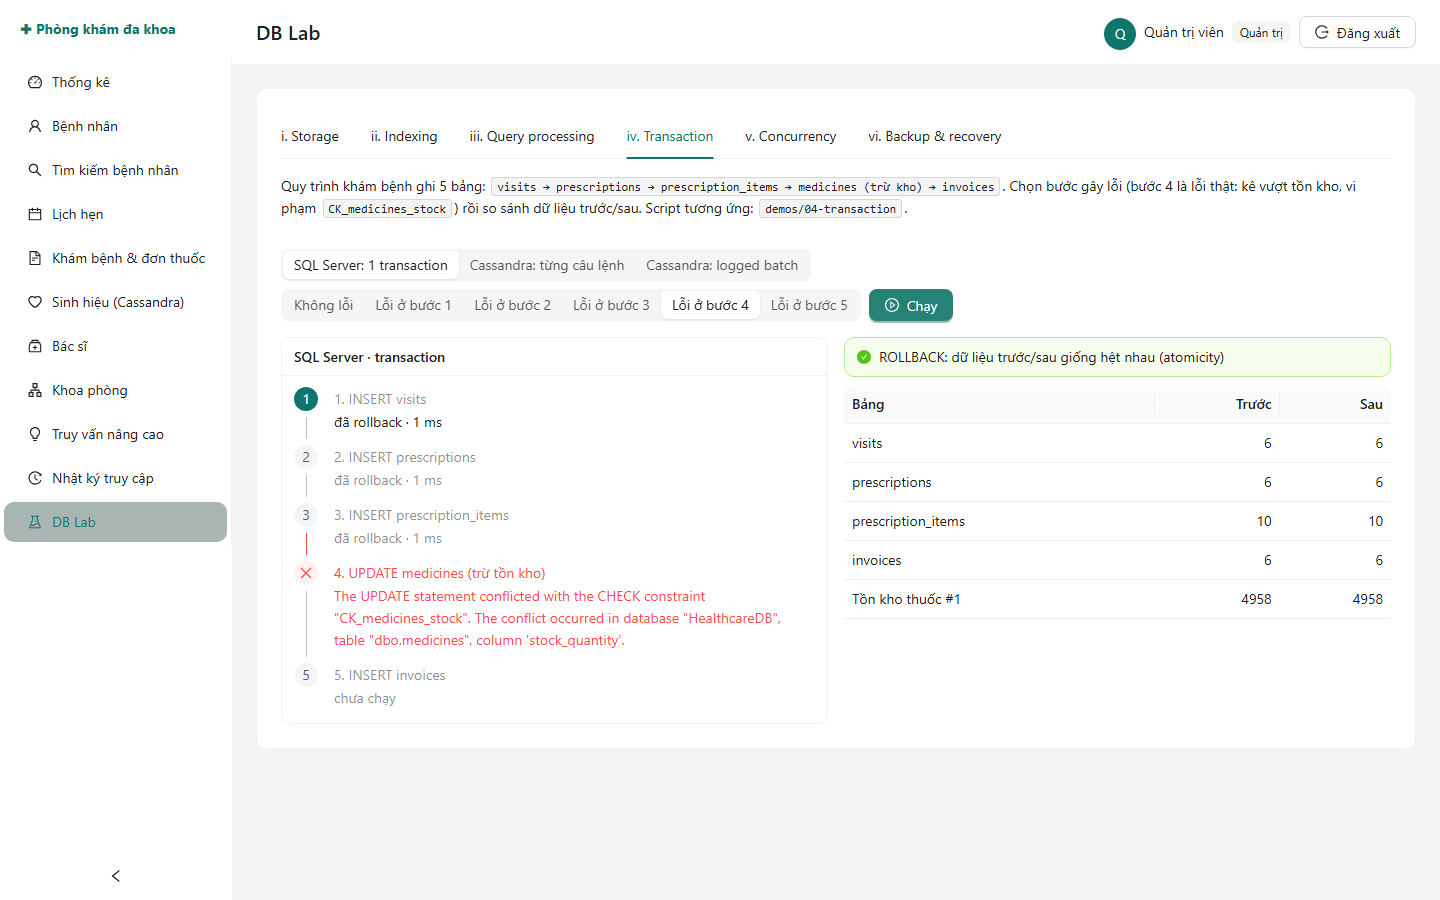 Phòng khám đa khoa
DB Lab
Q
Quản trị viên
Quản trị
Đăng xuất
Thống kê
Bệnh nhân
Tìm kiếm bệnh nhân
Lịch hẹn
Khám bệnh & đơn thuốc
Sinh hiệu (Cassandra)
Bác sĩ
Khoa phòng
Truy vấn nâng cao
Nhật ký truy cập
DB Lab
i. Storage
ii. Indexing
iii. Query processing
iv. Transaction
v. Concurrency
vi. Backup & recovery
Quy trình khám bệnh ghi 5 bảng: visits → prescriptions → prescription_items → medicines (trừ kho) → invoices . Chọn bước gây lỗi (bước 4 là lỗi thật: kê vượt tồn kho, vi
phạm CK_medicines_stock ) rồi so sánh dữ liệu trước/sau. Script tương ứng: demos/04-transaction .
SQL Server: 1 transaction
Cassandra: từng câu lệnh
Cassandra: logged batch
Không lỗi
Lỗi ở bước 1
Lỗi ở bước 2
Lỗi ở bước 3
Lỗi ở bước 4
Lỗi ở bước 5
Chạy
SQL Server · transaction
1
1. INSERT visits
đã rollback · 1 ms
2
2. INSERT prescriptions
đã rollback · 1 ms
3
3. INSERT prescription_items
đã rollback · 1 ms
4. UPDATE medicines (trừ tồn kho)
The UPDATE statement conflicted with the CHECK constraint
"CK_medicines_stock". The conflict occurred in database "HealthcareDB",
table "dbo.medicines", column 'stock_quantity'.
5
5. INSERT invoices
chưa chạy
ROLLBACK: dữ liệu trước/sau giống hệt nhau (atomicity)
Bảng Trước Sau
visits 6 6
prescriptions 6 6
prescription_items 10 10
invoices 6 6
Tồn kho thuốc #1 4958 4958